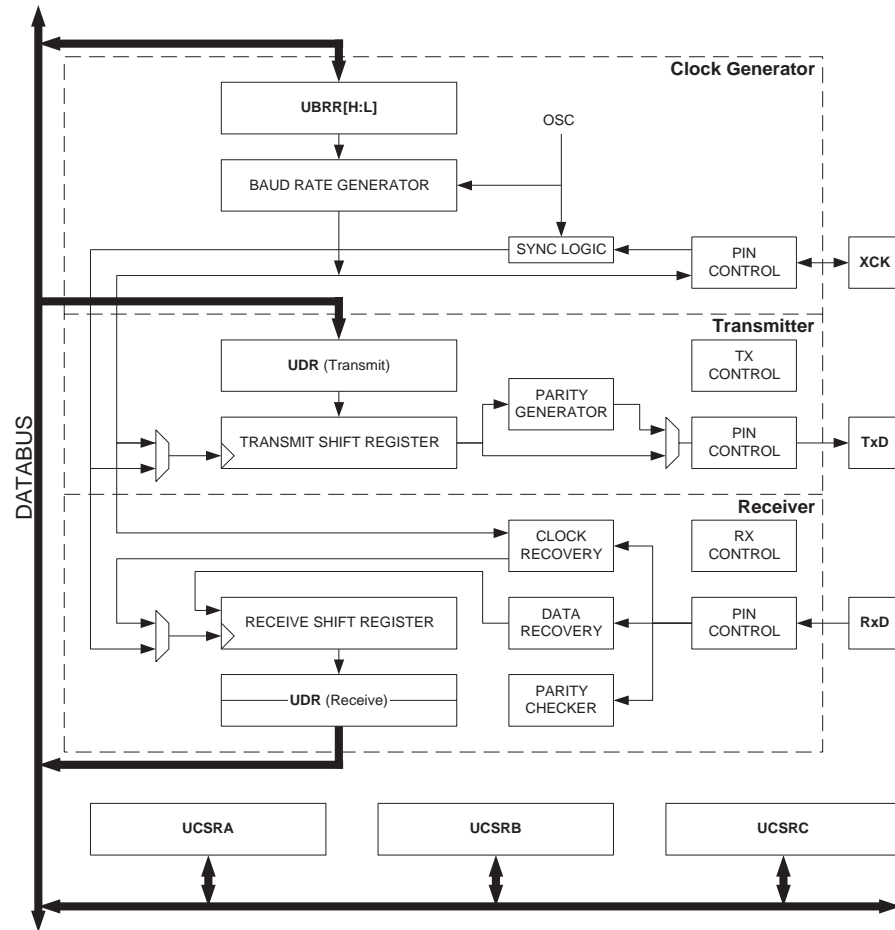 Clock Generator
UBRR[H:L]
OSC
BAUD RATE GENERATOR
SYNC LOGIC
PIN
CONTROL
XCK
DATABUS
Transmitter
UDR (Transmit)
TX
CONTROL
PARITY
GENERATOR
TRANSMIT SHIFT REGISTER
PIN
CONTROL
TxD
Receiver
CLOCK
RECOVERY
RX
CONTROL
RECEIVE SHIFT REGISTER
DATA
RECOVERY
PIN
CONTROL
RxD
UDR (Receive)
PARITY
CHECKER
UCSRA
UCSRB
UCSRC